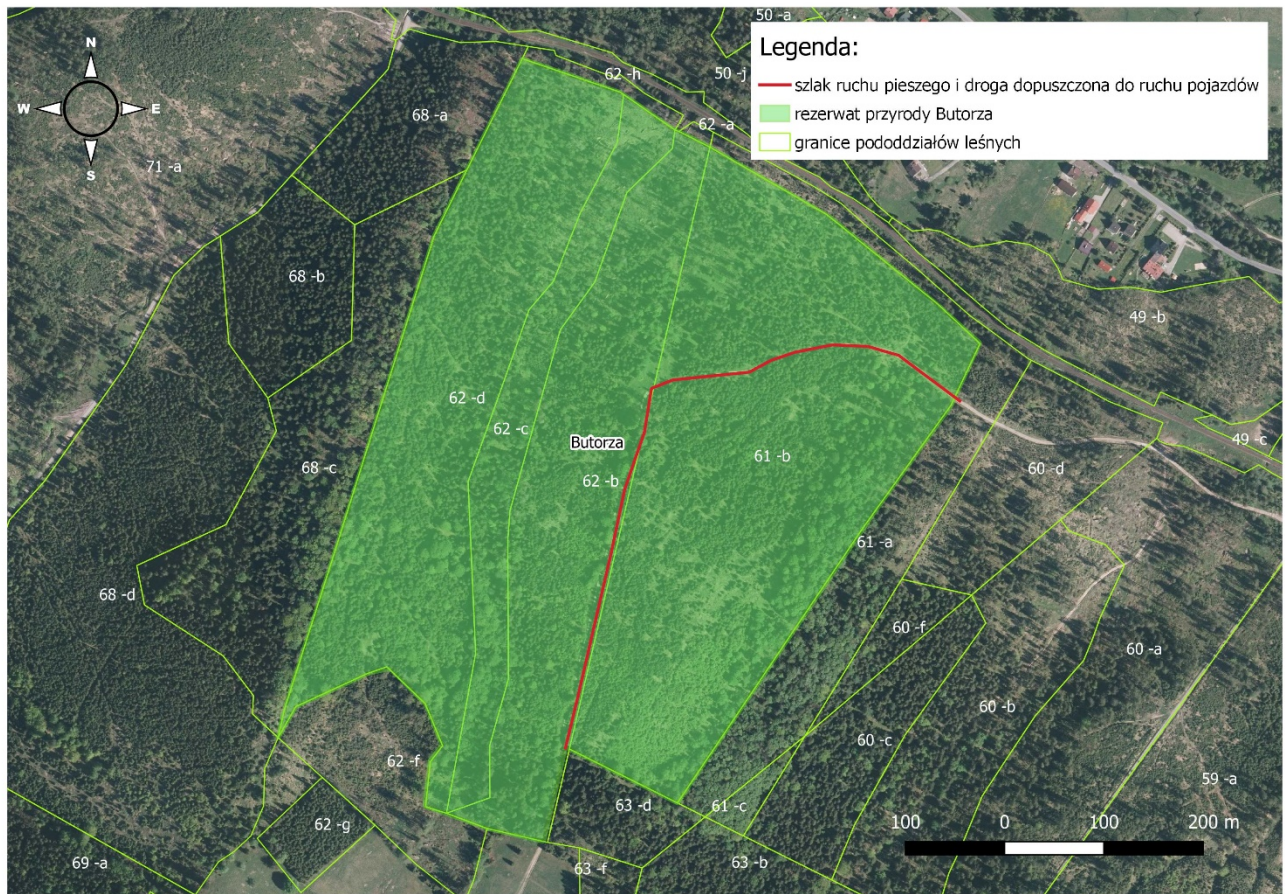 50 -a
Legenda:
szlak ruchu pieszego i droga dopuszczona do ruchu pojazdów
rezerwat przyrody Butorza
granice pododdziałów leśnych
N
W
E
S
62 -h
50 -j
68 -a
62 -a
71 -a
68 -b
49 -b
62 -d
62 -c
Butorza
49 -c
68 -c
62 -b
61 -b
60 -d
61 -a
68 -d
60 -f
60 -a
60 -b
60 -c
62 -f
59 -a
63 -d
61 -c
62 -g
100 0 100 200 m
69 -a
63 -f
63 -b